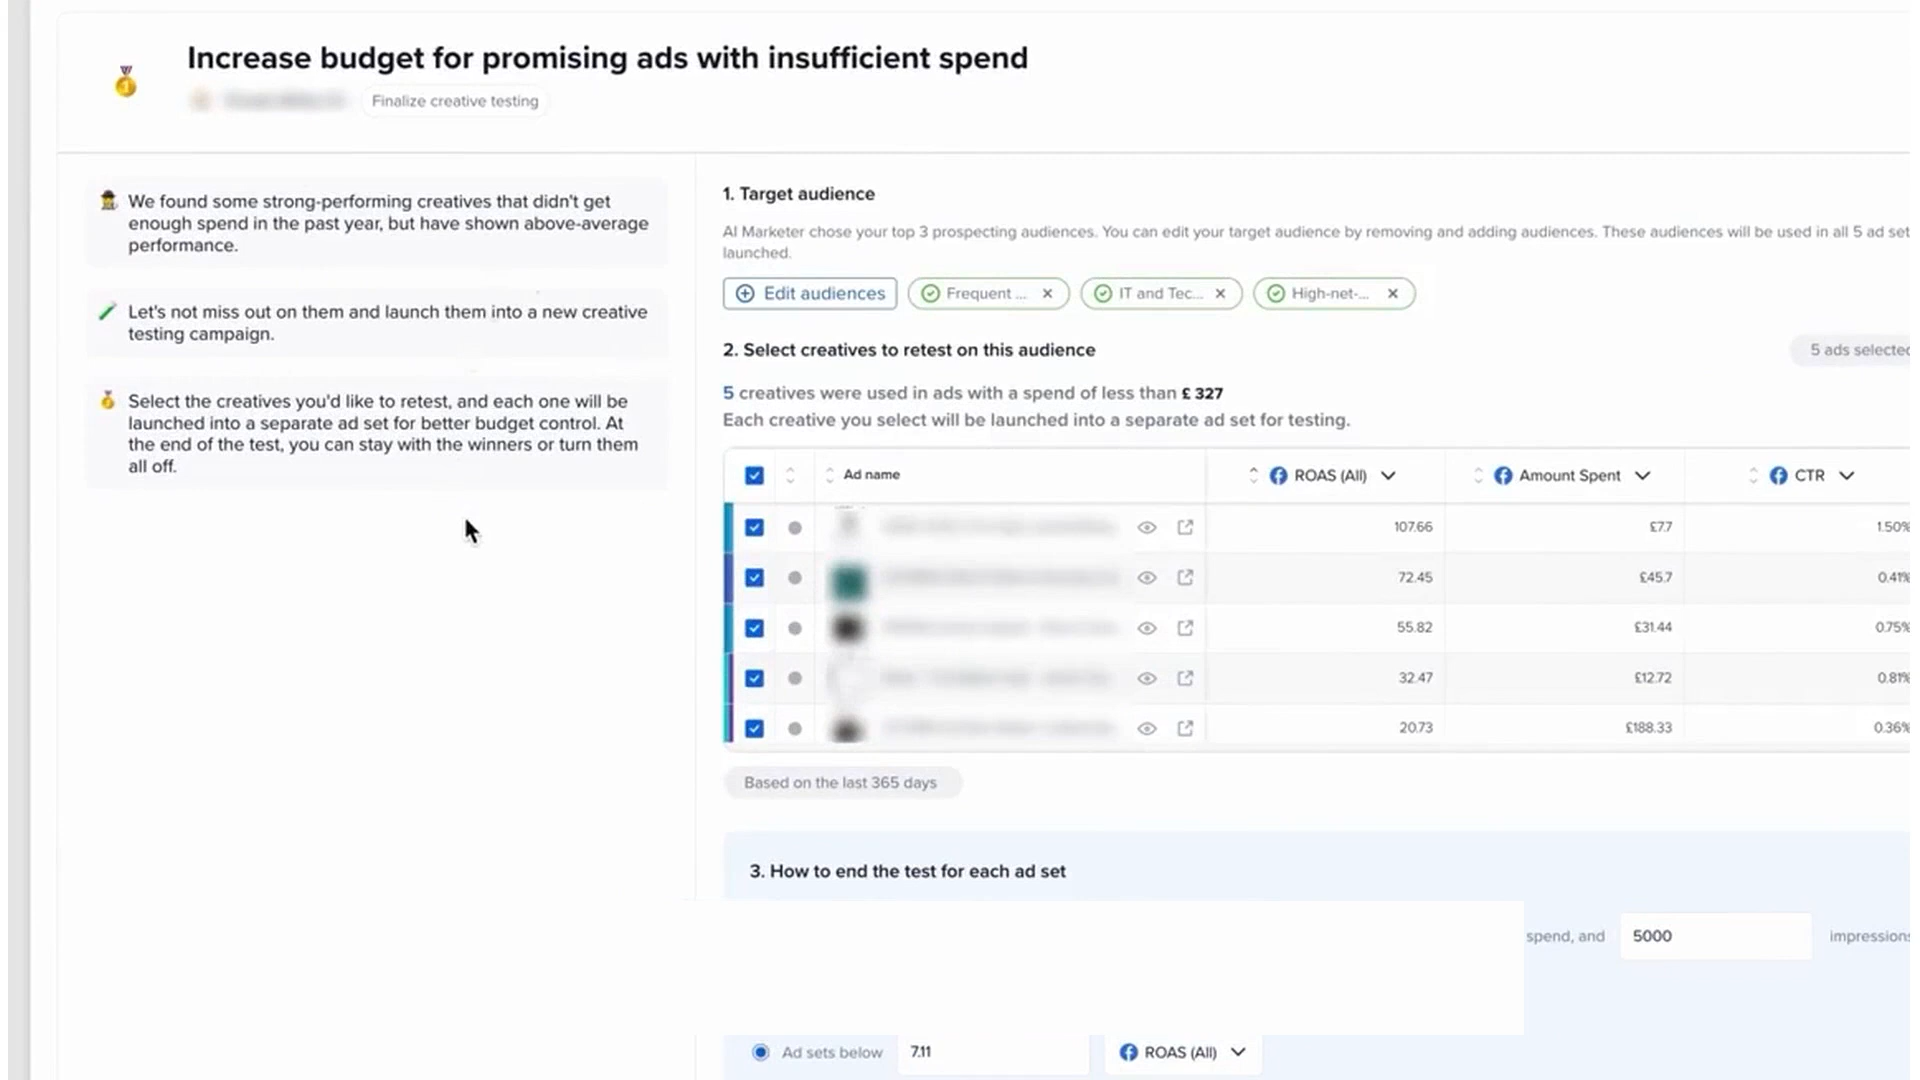 Increase budget for promising ads with insufficient spend
Finalize creative testing
We found some strong-performing creatives that didn't get
enough spend in the past year, but have shown above-average
performance.
Let's not miss out on them and launch them into a new creative
testing campaign.
Select the creatives you'd like to retest, and each one will be
launched into a separate ad set for better budget control. At
the end of the test, you can stay with the winners or turn them
all off.
1. Target audience
AI Marketer chose your top 3 prospecting audiences. You can edit your target audience by removing and adding audiences. These audiences will be used in all 5 ad set
launched.
Edit audiences Frequent ... IT and Tec... High-net-...
2. Select creatives to retest on this audience
5 ads selected
5 creatives were used in ads with a spend of less than £ 327
Each creative you select will be launched into a separate ad set for testing.
Ad name ROAS (All) Amount Spent CTR
107.66 £7.7 1.50%
72.45 £45.7 0.41%
55.82 £31.44 0.75%
32.47 £12.72 0.81%
20.73 £188.33 0.36%
Based on the last 365 days
3. How to end the test for each ad set
spend, and 5000 impressions
Ad sets below 7.11 ROAS (All)